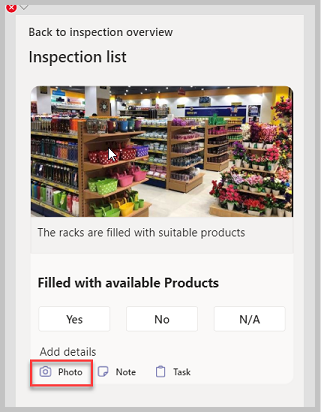 Back to inspection overview
Inspection list
The racks are filled with suitable products
Filled with available Products
Yes No N/A
Add details
Photo Note Task